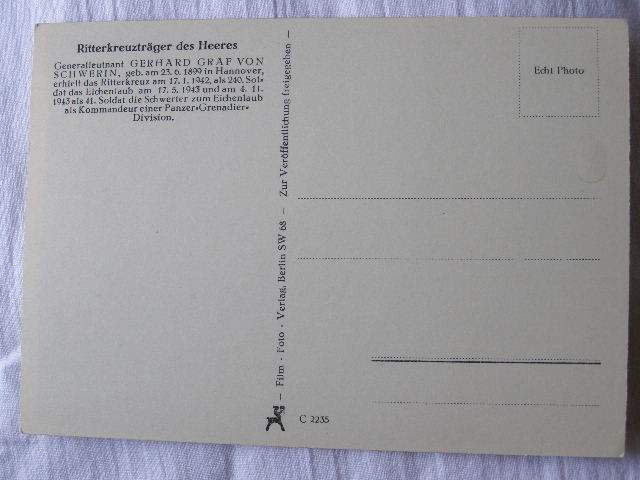 Ritterkreuzträger des Heeres
Generalleutnant GERHARD GRAF VON
SCHWERIN, geb. am 23. 6. 1899 in Hannover,
erhielt das Ritterkreuz am 17. 1. 1942, als 240. Sol-
dat das Eichenlaub am 17. 5. 1943 und am 4. 11.
1943 als 41. Soldat die Schwerter zum Eichenlaub
als Kommandeur einer Panzer-Grenadier-
Division.
— Film - Foto - Verlag, Berlin SW 68 — Zur Veröffentlichung freigegeben —
Echt Photo
C 2235